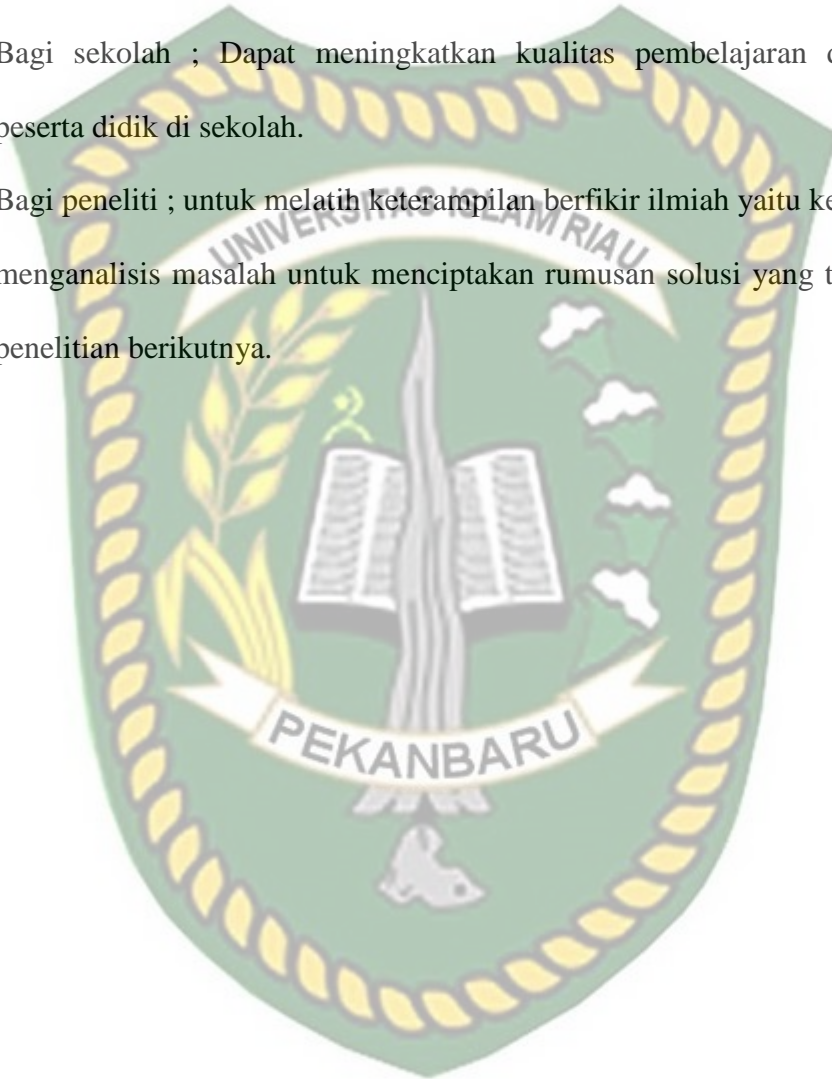 Bagi sekolah ; Dapat meningkatkan kualitas pembelajaran
peserta didik di sekolah.
Bagi peneliti ; untuk melatih keterampilan berfikir ilmiah yaitu
UNIVERSITAS ISLAM RIAU
menganalisis masalah untuk menciptakan rumusan solusi yang
penelitian berikutnya.
PEKANBARU